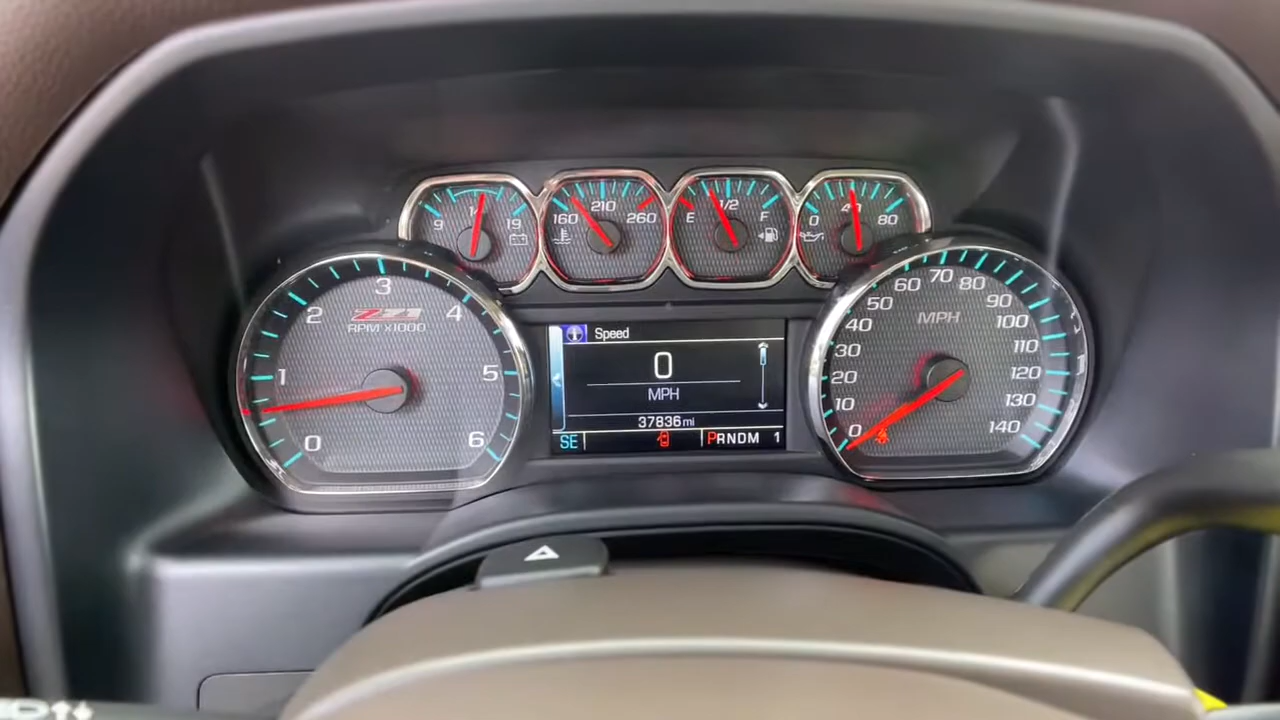 9 19
160 210 260
E 1/2 F
0 40 80
0 1 2 3 4 5 6
Z71
RPM X1000
Speed
0
MPH
37836 mi
SE PRNDM 1
MPH
0 10 20 30 40 50 60 70 80 90 100 110 120 130 140